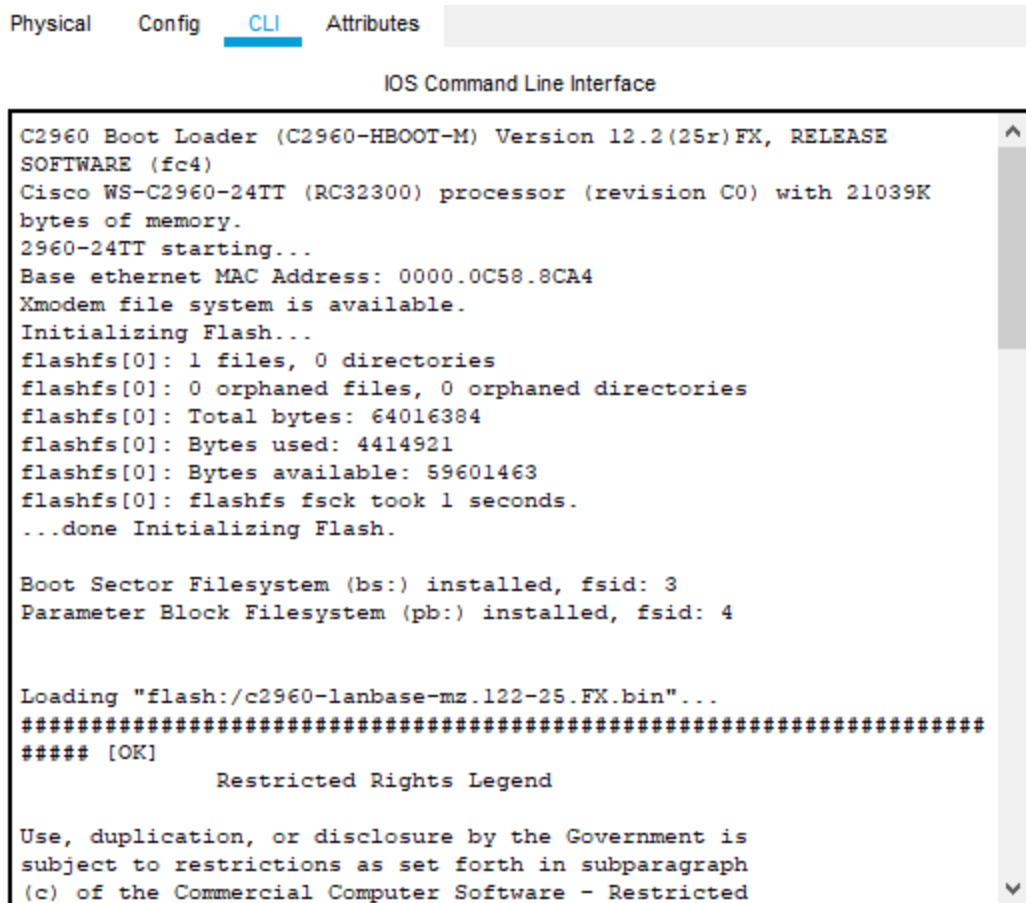 Physical Config CLI Attributes
IOS Command Line Interface
C2960 Boot Loader (C2960-HBOOT-M) Version 12.2(25r)FX, RELEASE
SOFTWARE (fc4)
Cisco WS-C2960-24TT (RC32300) processor (revision C0) with 21039K
bytes of memory.
2960-24TT starting...
Base ethernet MAC Address: 0000.0C58.8CA4
Xmodem file system is available.
Initializing Flash...
flashfs[0]: 1 files, 0 directories
flashfs[0]: 0 orphaned files, 0 orphaned directories
flashfs[0]: Total bytes: 64016384
flashfs[0]: Bytes used: 4414921
flashfs[0]: Bytes available: 59601463
flashfs[0]: flashfs fsck took 1 seconds.
...done Initializing Flash.
Boot Sector Filesystem (bs:) installed, fsid: 3
Parameter Block Filesystem (pb:) installed, fsid: 4
Loading "flash:/c2960-lanbase-mz.122-25.FX.bin"...
#####################################################################
##### [OK]
Restricted Rights Legend
Use, duplication, or disclosure by the Government is
subject to restrictions as set forth in subparagraph
(c) of the Commercial Computer Software - Restricted